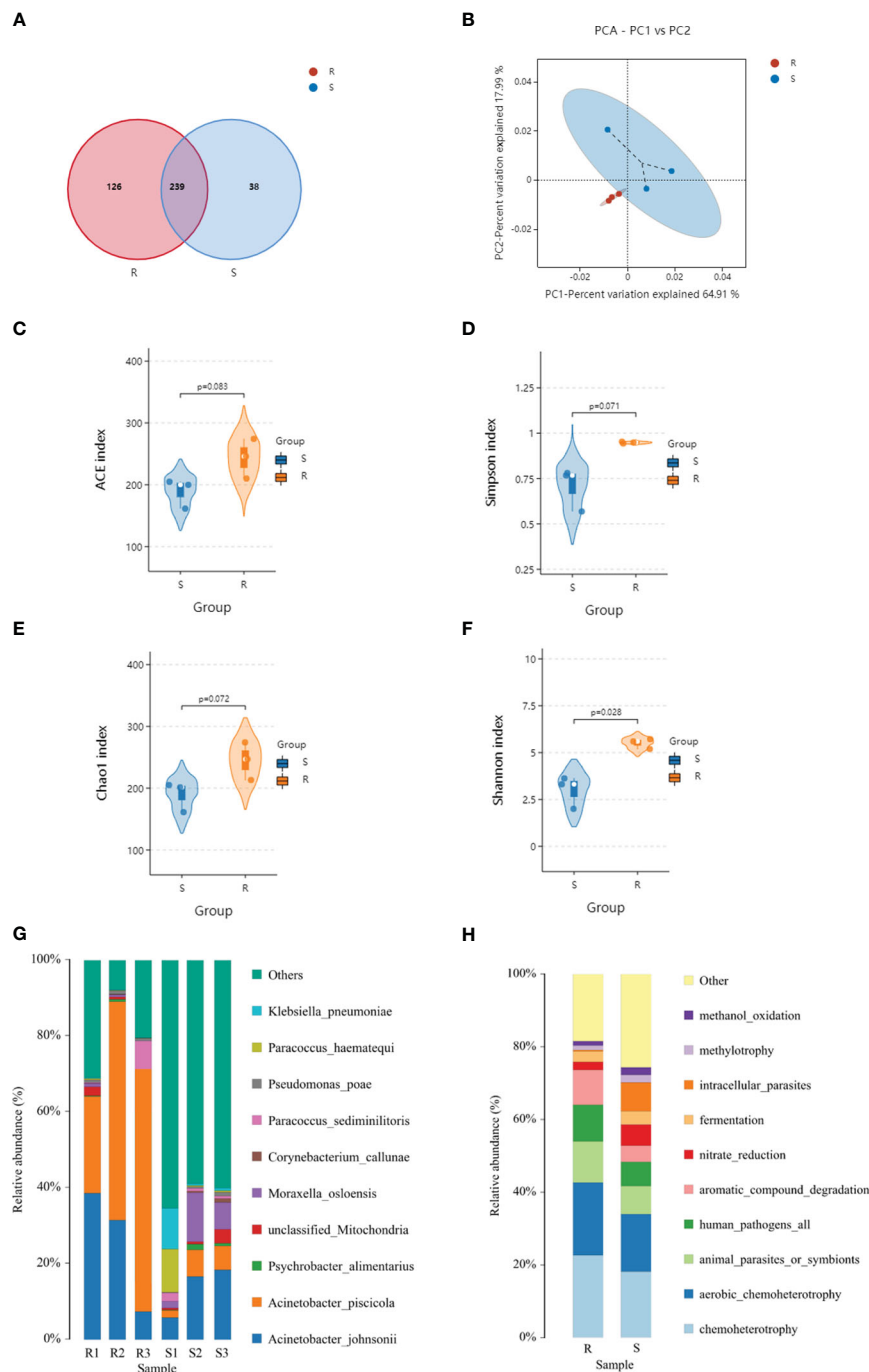 A
R
S
126
239
38
R
S
B
PCA - PC1 vs PC2
R
S
PC2-Percent variation explained 17.99 %
0.04
0.02
0
-0.02
-0.02
0
0.02
0.04
PC1-Percent variation explained 64.91 %
C
ACE index
400
300
200
100
p=0.083
Group
S
R
S
R
Group
D
Simpson index
1.25
1
0.75
0.5
0.25
p=0.071
Group
S
R
S
R
Group
E
Chao1 index
400
300
200
100
p=0.072
Group
S
R
S
R
Group
F
Shannon index
10
7.5
5
2.5
0
p=0.028
Group
S
R
S
R
Group
G
Relative abundance (%)
100%
80%
60%
40%
20%
0%
R1 R2 R3 S1 S2 S3
Sample
Others
Klebsiella_pneumoniae
Paracoccus_haematequi
Pseudomonas_poae
Paracoccus_sediminilitoris
Corynebacterium_callunae
Moraxella_osloensis
unclassified_Mitochondria
Psychrobacter_alimentarius
Acinetobacter_piscicola
Acinetobacter_johnsonii
H
Relative abundance (%)
100%
80%
60%
40%
20%
0%
R S
Sample
Other
methanol_oxidation
methylotrophy
intracellular_parasites
fermentation
nitrate_reduction
aromatic_compound_degradation
human_pathogens_all
animal_parasites_or_symbionts
aerobic_chemoheterotrophy
chemoheterotrophy